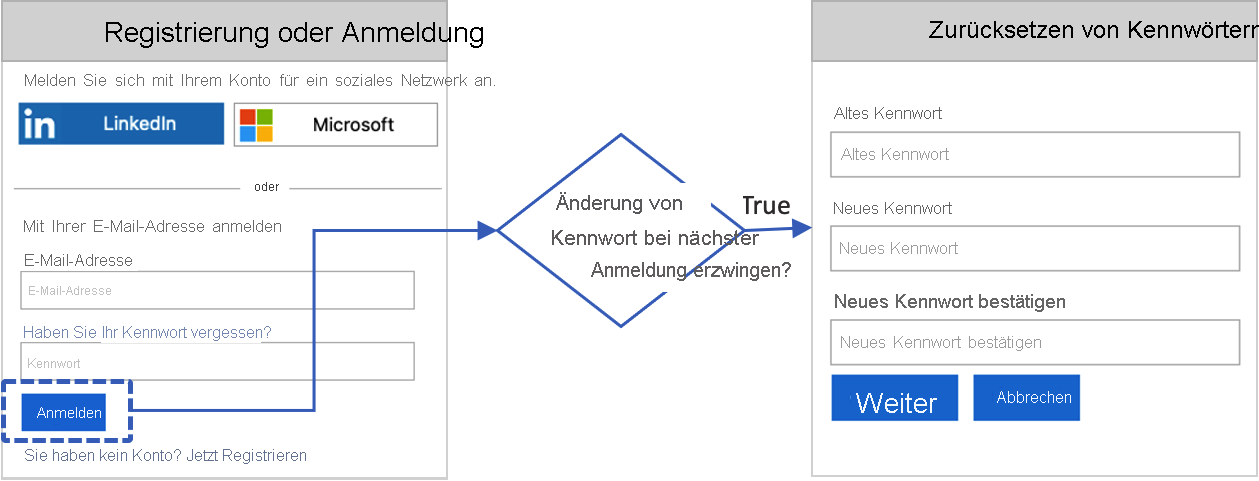 Registrierung oder Anmeldung
Melden Sie sich mit Ihrem Konto für ein soziales Netzwerk an.
in LinkedIn
Microsoft
oder
Mit Ihrer E-Mail-Adresse anmelden
E-Mail-Adresse
E-Mail-Adresse
Haben Sie Ihr Kennwort vergessen?
Kennwort
Anmelden
Sie haben kein Konto? Jetzt Registrieren
Änderung von
Kennwort bei nächster
Anmeldung erzwingen?
True
Zurücksetzen von Kennwörtern
Altes Kennwort
Altes Kennwort
Neues Kennwort
Neues Kennwort
Neues Kennwort bestätigen
Neues Kennwort bestätigen
Weiter
Abbrechen